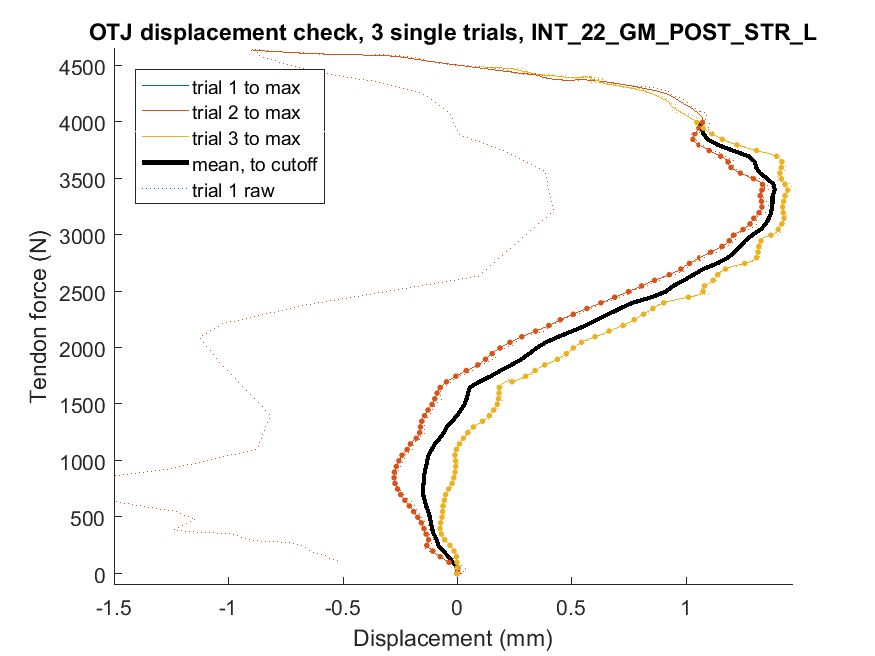 OTJ displacement check, 3 single trials, INT_22_GM_POST_STR_L
4500
4000
3500
3000
2500
2000
1500
1000
500
0
Tendon force (N)
trial 1 to max
trial 2 to max
trial 3 to max
mean, to cutoff
trial 1 raw
-1.5
-1
-0.5
0
0.5
1
Displacement (mm)